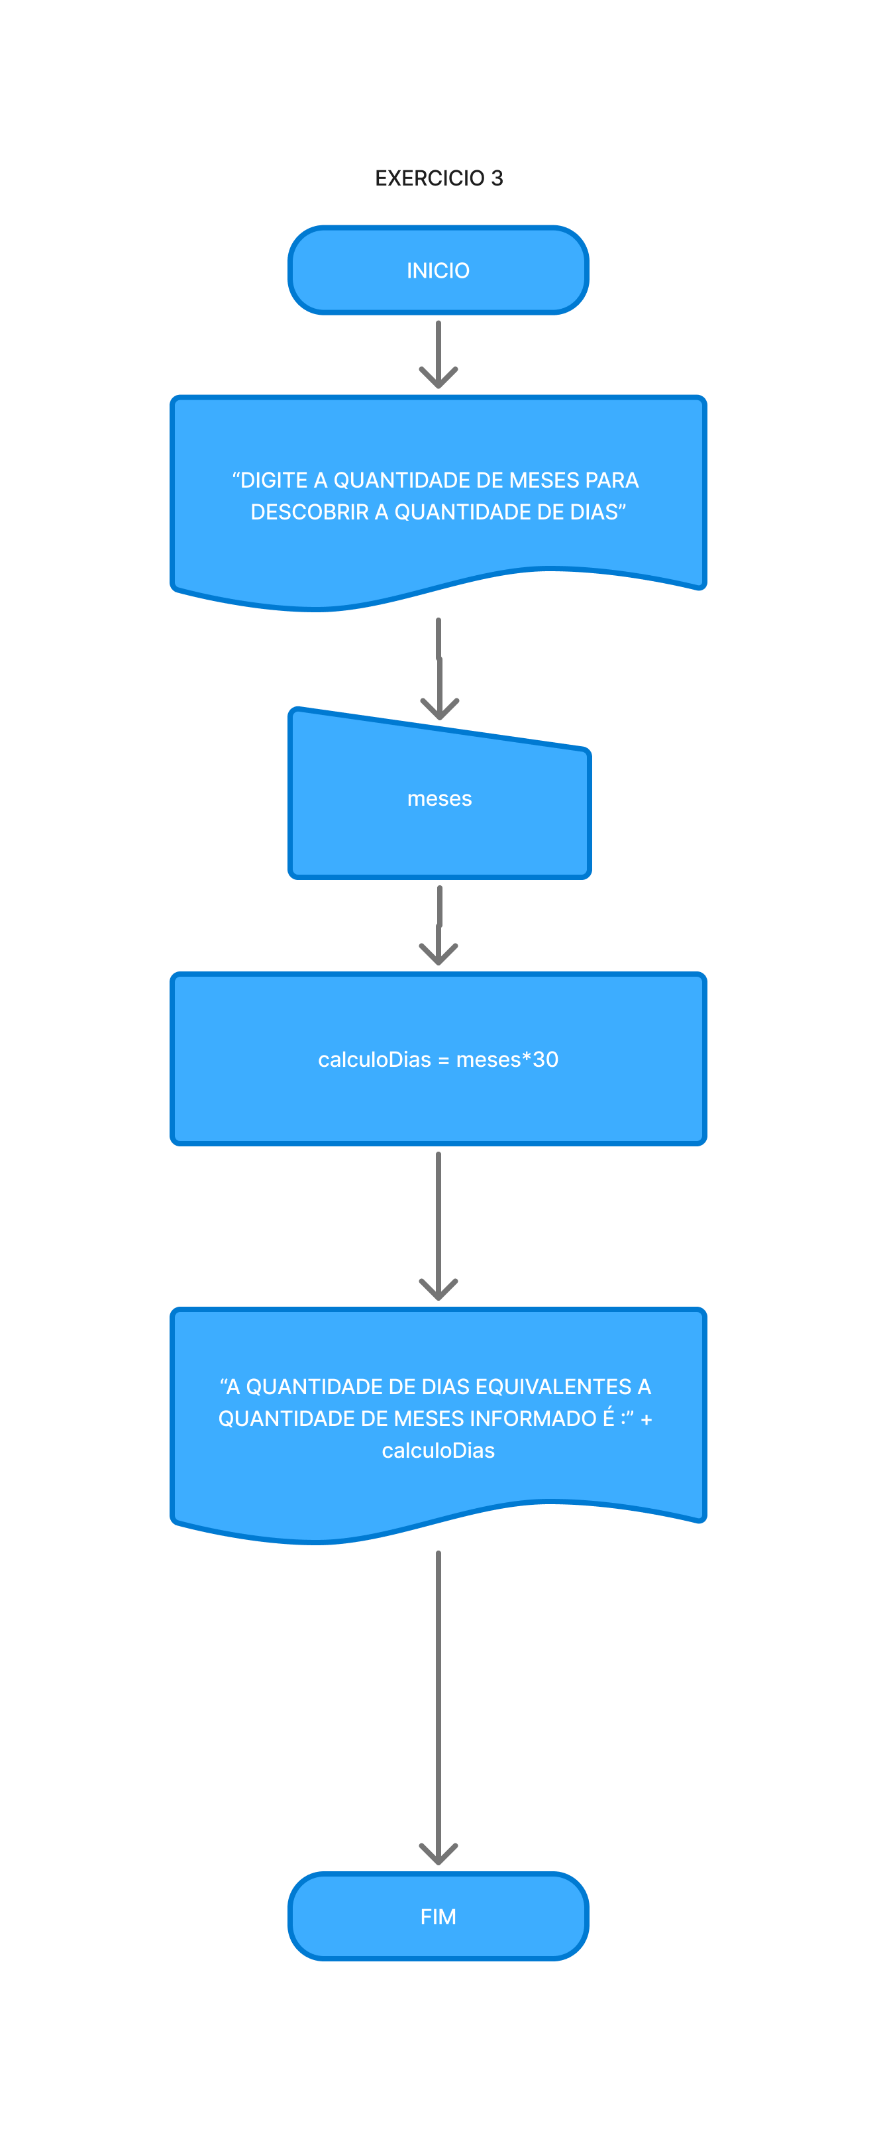 EXERCICIO 3
INICIO
“DIGITE A QUANTIDADE DE MESES PARA
DESCOBRIR A QUANTIDADE DE DIAS”
meses
calculoDias = meses*30
“A QUANTIDADE DE DIAS EQUIVALENTES A
QUANTIDADE DE MESES INFORMADO É :” +
calculoDias
FIM